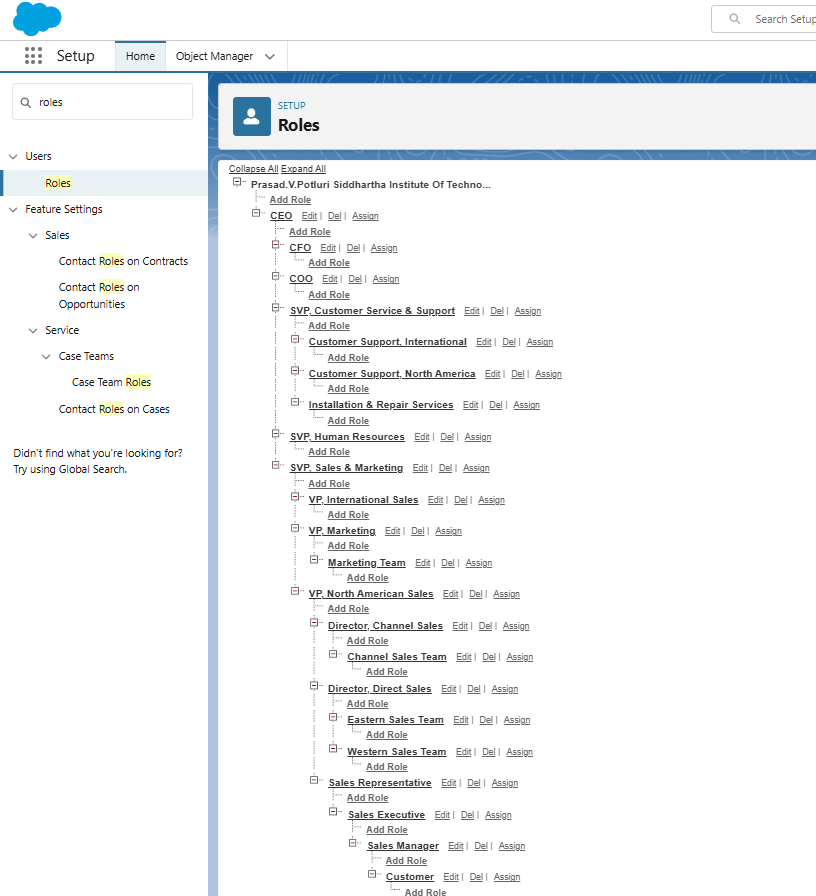 Search Setup
Setup
Home
Object Manager
roles
Users
Roles
Feature Settings
Sales
Contact Roles on Contracts
Contact Roles on
Opportunities
Service
Case Teams
Case Team Roles
Contact Roles on Cases
Didn't find what you're looking for?
Try using Global Search.
SETUP
Roles
Collapse All Expand All
Prasad.V.Potluri Siddhartha Institute Of Techno...
Add Role
CEO Edit | Del | Assign
Add Role
CFO Edit | Del | Assign
Add Role
COO Edit | Del | Assign
Add Role
SVP, Customer Service & Support Edit | Del | Assign
Add Role
Customer Support, International Edit | Del | Assign
Add Role
Customer Support, North America Edit | Del | Assign
Add Role
Installation & Repair Services Edit | Del | Assign
Add Role
SVP, Human Resources Edit | Del | Assign
Add Role
SVP, Sales & Marketing Edit | Del | Assign
Add Role
VP, International Sales Edit | Del | Assign
Add Role
VP, Marketing Edit | Del | Assign
Add Role
Marketing Team Edit | Del | Assign
Add Role
VP, North American Sales Edit | Del | Assign
Add Role
Director, Channel Sales Edit | Del | Assign
Add Role
Channel Sales Team Edit | Del | Assign
Add Role
Director, Direct Sales Edit | Del | Assign
Add Role
Eastern Sales Team Edit | Del | Assign
Add Role
Western Sales Team Edit | Del | Assign
Add Role
Sales Representative Edit | Del | Assign
Add Role
Sales Executive Edit | Del | Assign
Add Role
Sales Manager Edit | Del | Assign
Add Role
Customer Edit | Del | Assign
Add Role